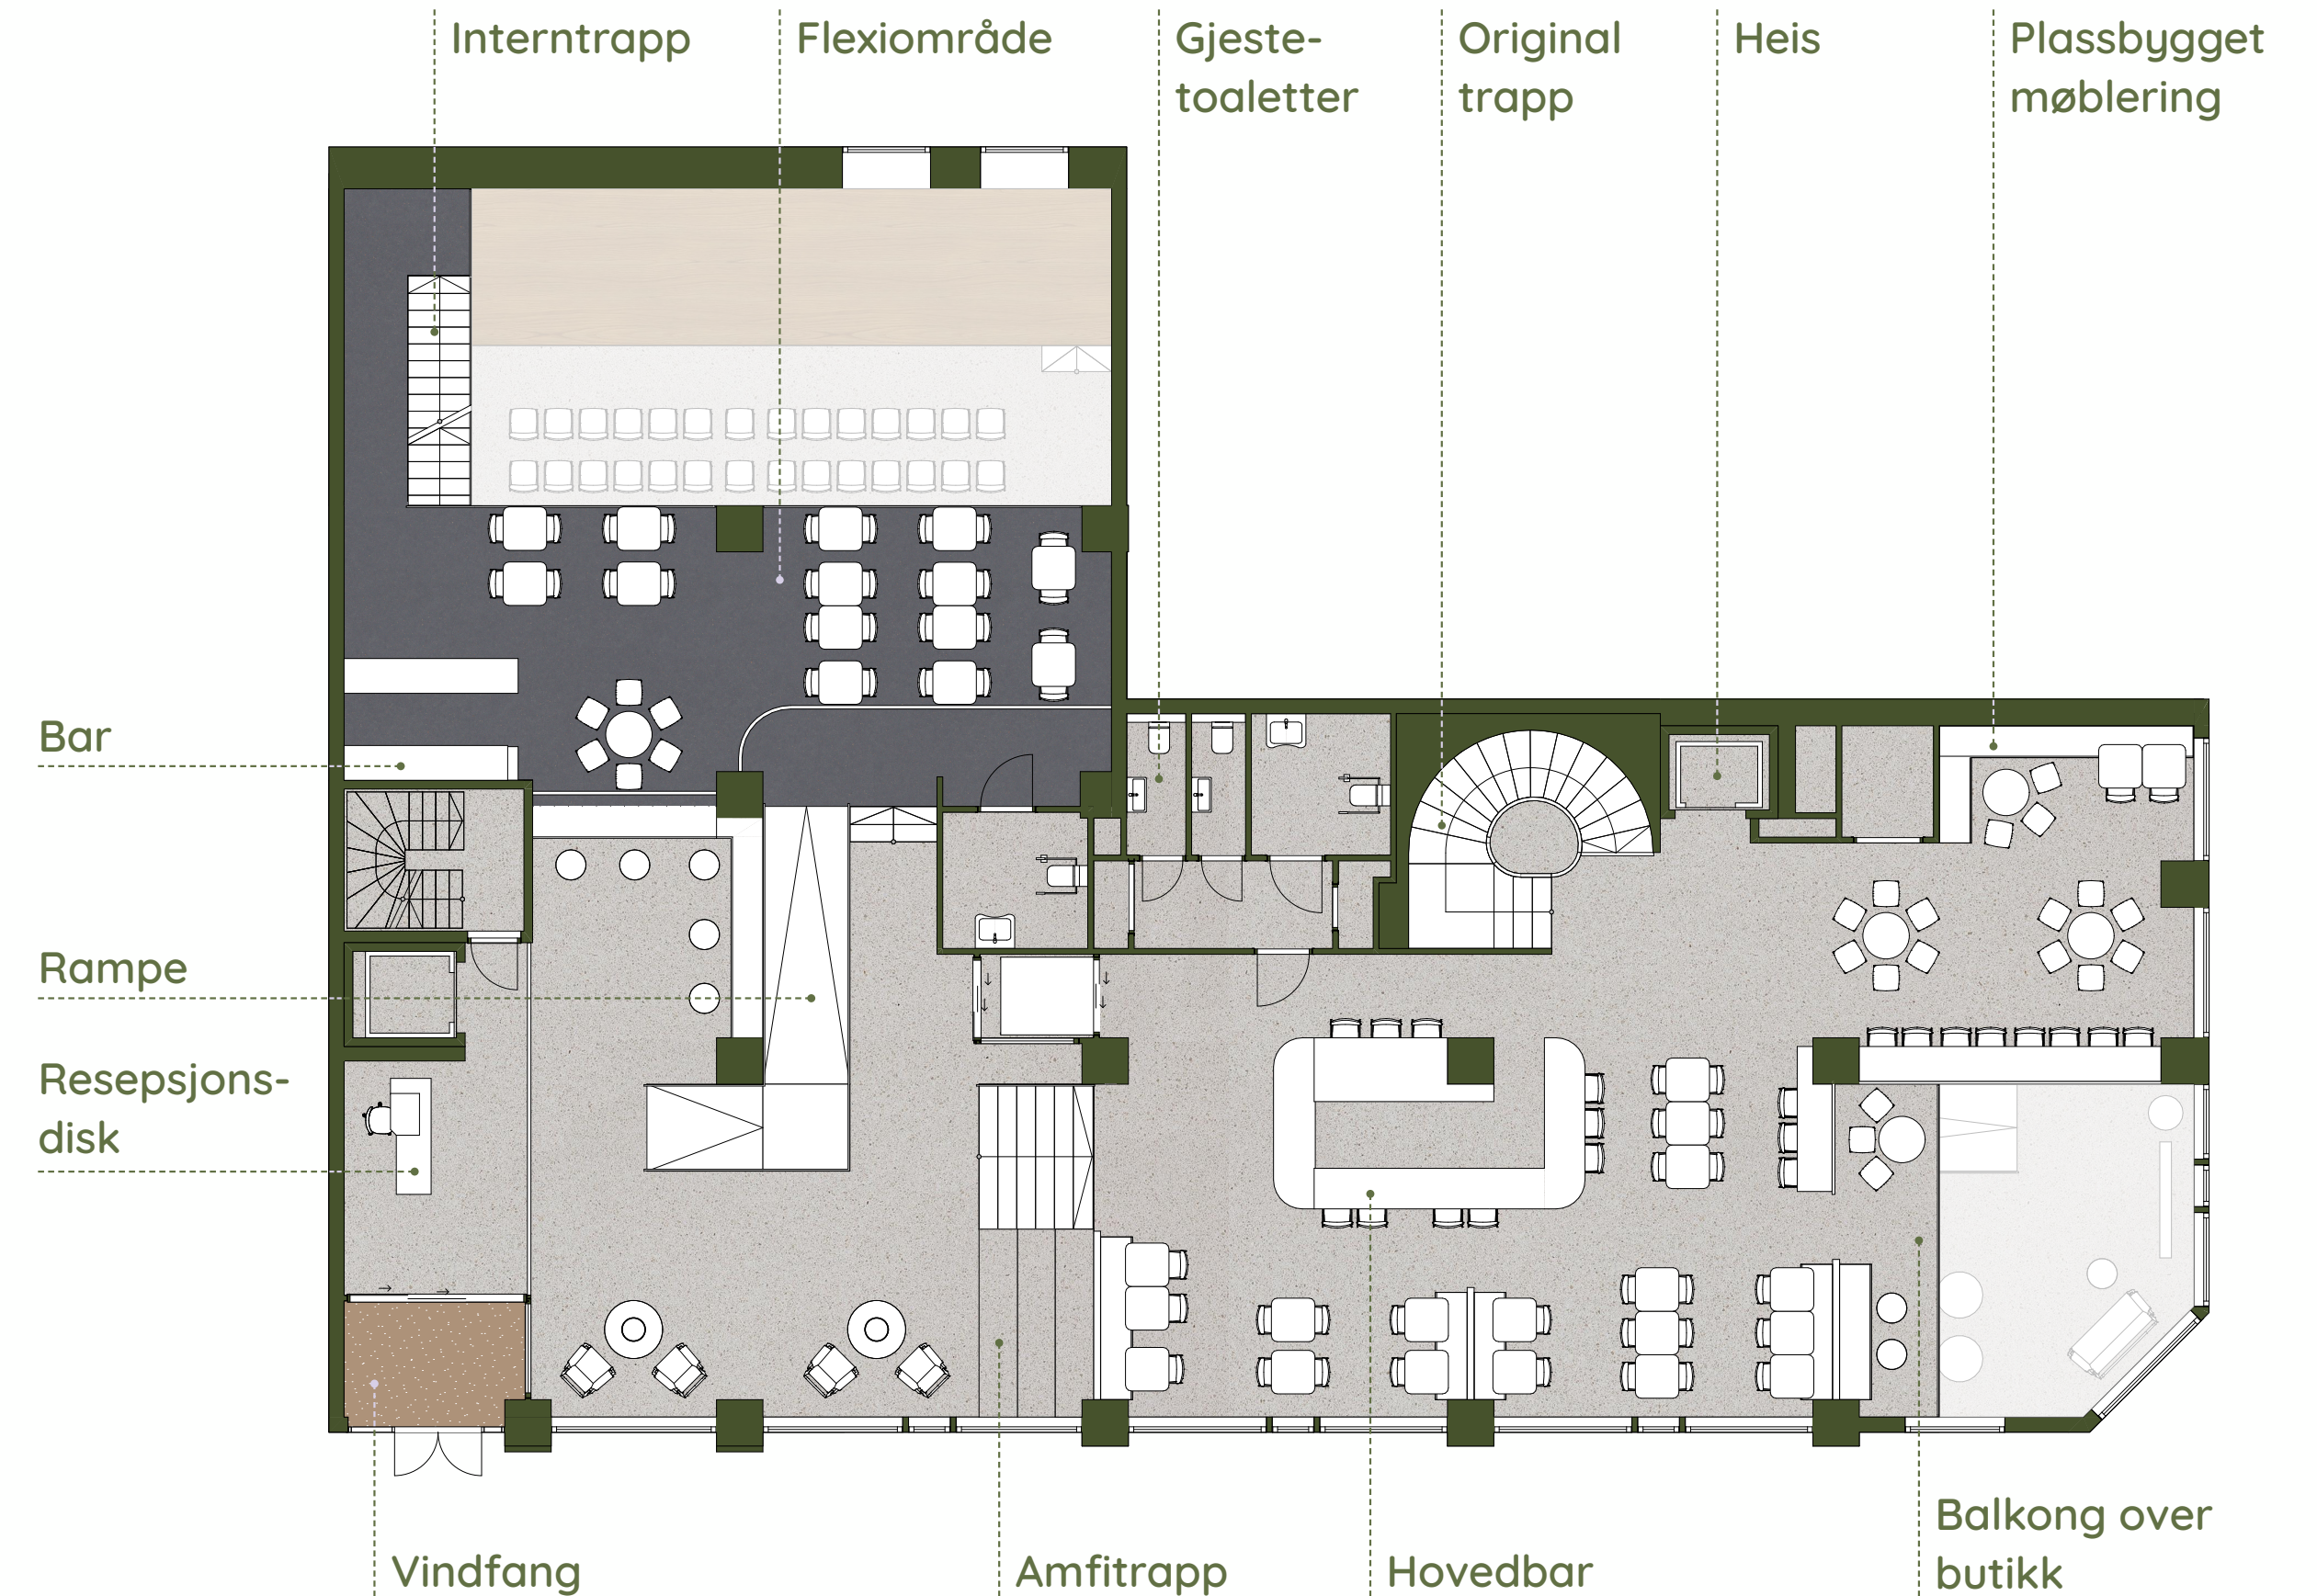 Interntrapp
Flexiområde
Gjeste-
toaletter
Original
trapp
Heis
Plassbygget
møblering
Bar
Rampe
Resepsjons-
disk
Vindfang
Amfitrapp
Hovedbar
Balkong over
butikk